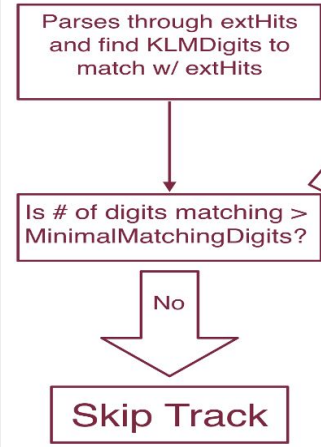 Parses through extHits
and find KLMDigits to
match w/ extHits
Is # of digits matching >
MinimalMatchingDigits?
No
Skip Track